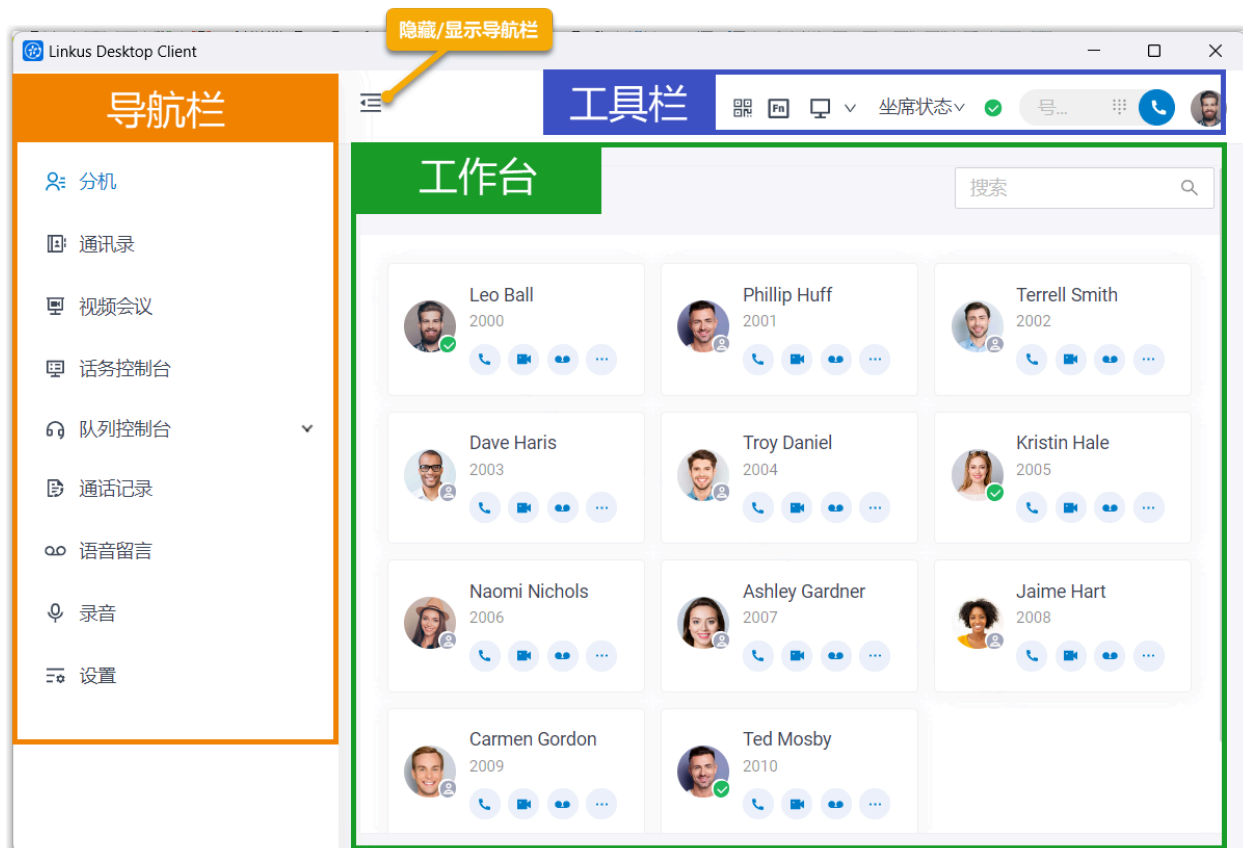 隐藏/显示导航栏
Linkus Desktop Client
导航栏
工具栏
Fn
坐席状态
号...
分机
通讯录
视频会议
话务控制台
队列控制台
通话记录
语音留言
录音
设置
工作台
搜索
Leo Ball
2000
Phillip Huff
2001
Terrell Smith
2002
Dave Haris
2003
Troy Daniel
2004
Kristin Hale
2005
Naomi Nichols
2006
Ashley Gardner
2007
Jaime Hart
2008
Carmen Gordon
2009
Ted Mosby
2010